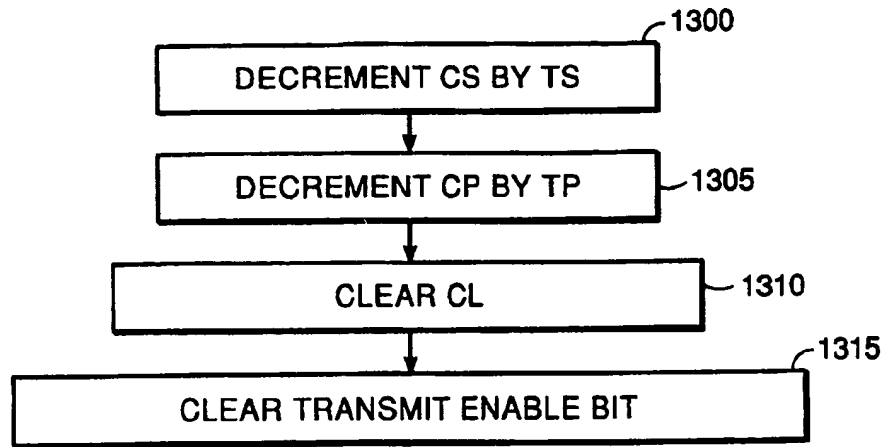 1300
DECREMENT CS BY TS
DECREMENT CP BY TP
1305
CLEAR CL
1310
1315
CLEAR TRANSMIT ENABLE BIT